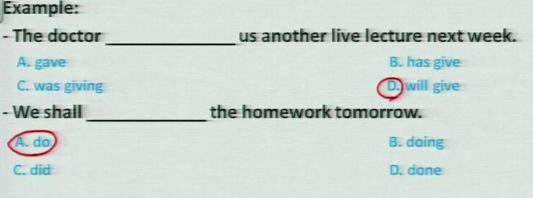 Example:
- The doctor ______________ us another live lecture next week.
A. gave B. has give
C. was giving D. will give
- We shall _____________ the homework tomorrow.
A. do B. doing
C. did D. done